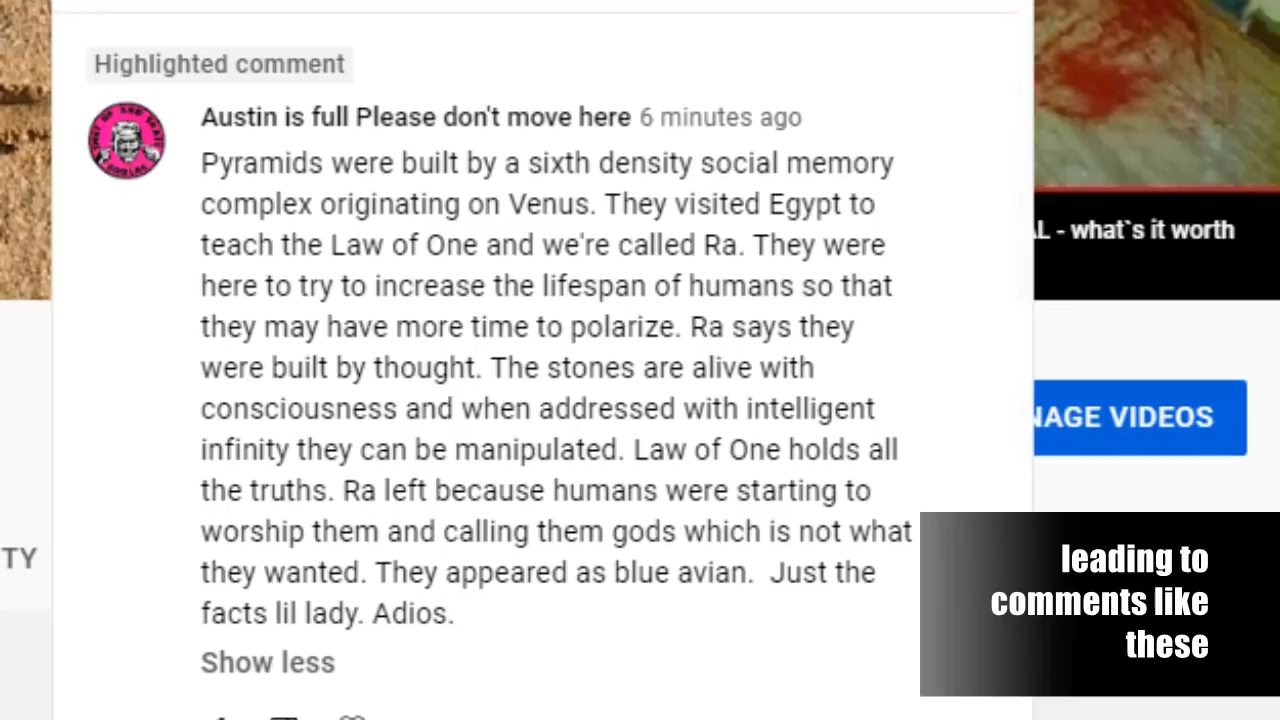 Highlighted comment
Austin is full Please don't move here 6 minutes ago
Pyramids were built by a sixth density social memory
complex originating on Venus. They visited Egypt to
teach the Law of One and we're called Ra. They were
here to try to increase the lifespan of humans so that
they may have more time to polarize. Ra says they
were built by thought. The stones are alive with
consciousness and when addressed with intelligent
infinity they can be manipulated. Law of One holds all
the truths. Ra left because humans were starting to
worship them and calling them gods which is not what
they wanted. They appeared as blue avian.  Just the
facts lil lady. Adios.
Show less
L - what`s it worth
NAGE VIDEOS
TY
leading to
comments like
these